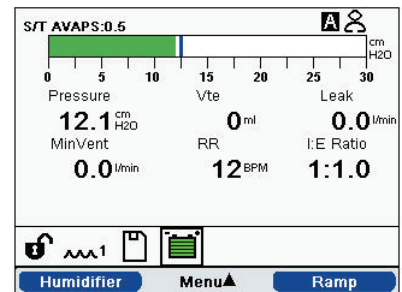 S/T AVAPS:0.5 A
cm
H2O
0 5 10 15 20 25 30
Pressure Vte Leak
12.1 cm H2O 0 ml 0.0 l/min
MinVent RR I:E Ratio
0.0 l/min 12 BPM 1:1.0
1
Humidifier Menu▲ Ramp